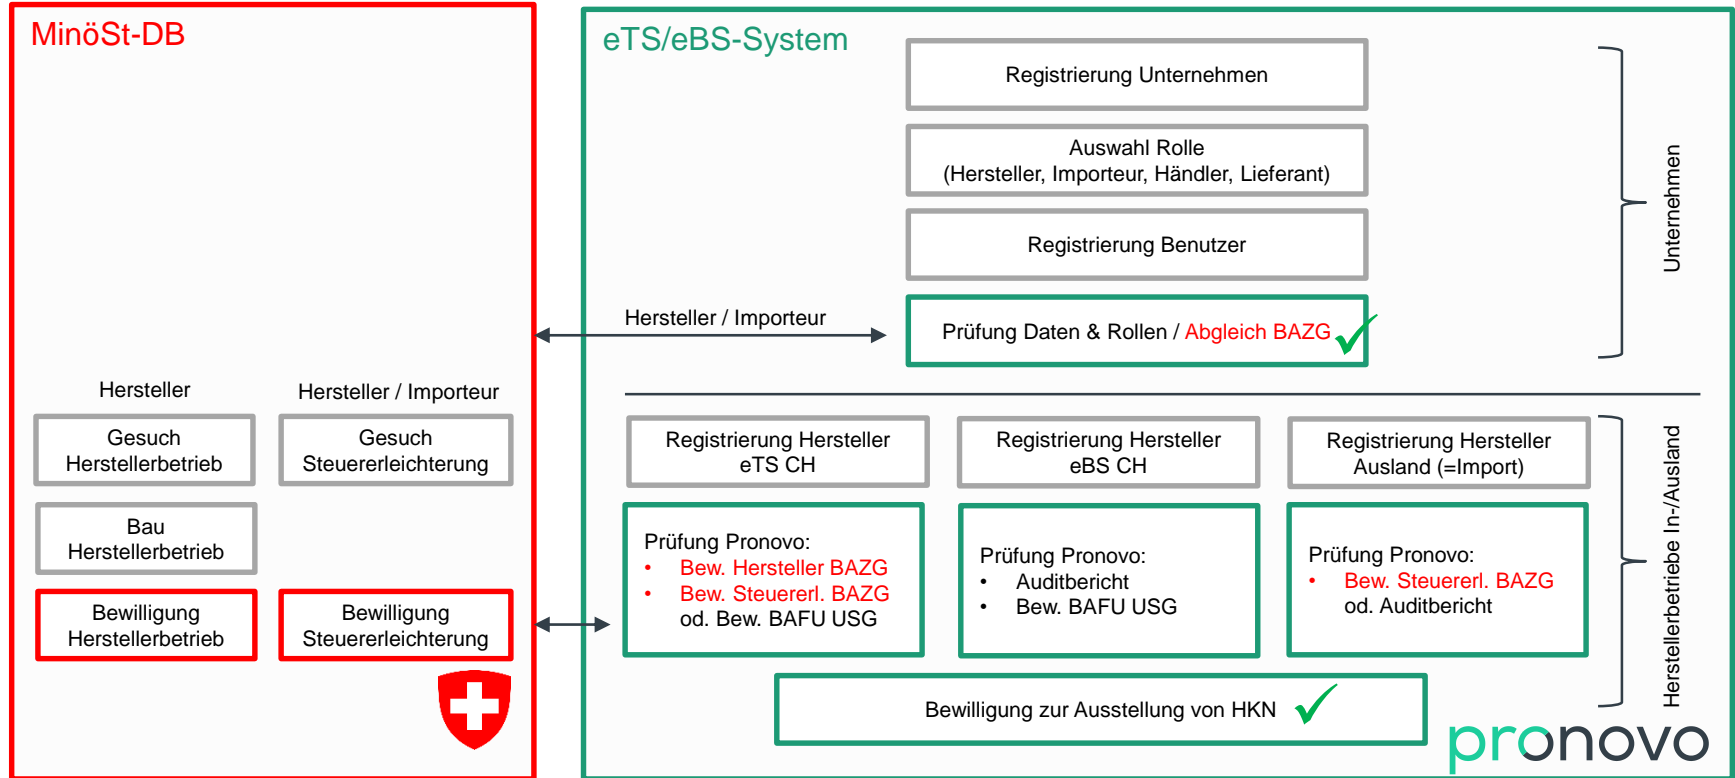 MinöSt-DB
Hersteller
Hersteller / Importeur
Gesuch
Herstellerbetrieb
Gesuch
Steuererleichterung
Bau
Herstellerbetrieb
Bewilligung
Herstellerbetrieb
Bewilligung
Steuererleichterung
eTS/eBS-System
Registrierung Unternehmen
Auswahl Rolle
(Hersteller, Importeur, Händler, Lieferant)
Registrierung Benutzer
Hersteller / Importeur
Prüfung Daten & Rollen / Abgleich BAZG
Unternehmen
Registrierung Hersteller
eTS CH
Registrierung Hersteller
eBS CH
Registrierung Hersteller
Ausland (=Import)
Prüfung Pronovo:
• Bew. Hersteller BAZG
• Bew. Steuererl. BAZG
od. Bew. BAFU USG
Prüfung Pronovo:
• Auditbericht
• Bew. BAFU USG
Prüfung Pronovo:
• Bew. Steuererl. BAZG
od. Auditbericht
Herstellerbetriebe In-/Ausland
Bewilligung zur Ausstellung von HKN
pronovo